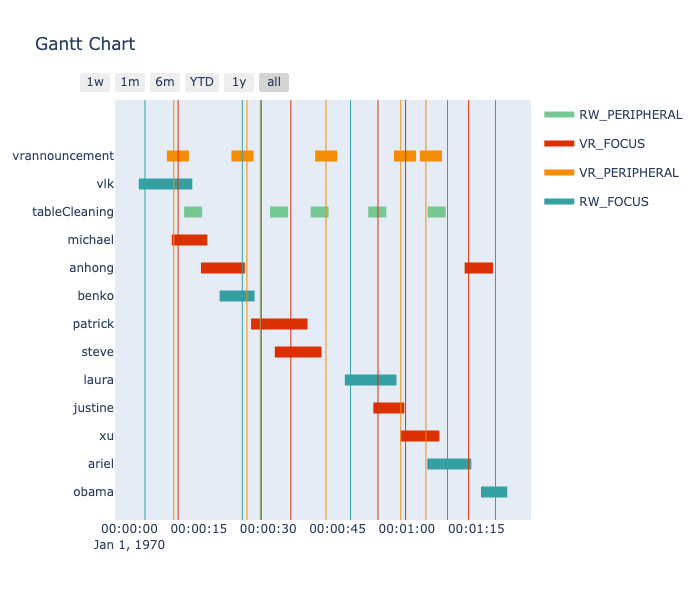 Gantt Chart
1w 1m 6m YTD 1y all
RW_PERIPHERAL
VR_FOCUS
VR_PERIPHERAL
RW_FOCUS
vrannouncement
vlk
tableCleaning
michael
anhong
benko
patrick
steve
laura
justine
xu
ariel
obama
00:00:00 00:00:15 00:00:30 00:00:45 00:01:00 00:01:15
Jan 1, 1970